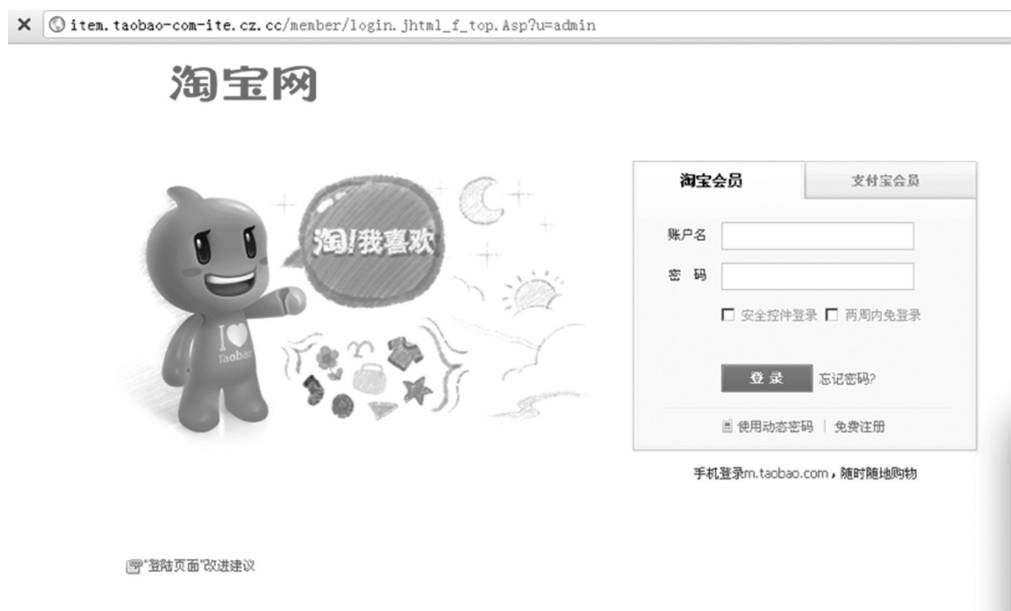 item.taobao-com-ite.cz.cc/member/login.jhtml_f_top.Asp?u=admin
淘宝网
淘宝会员 支付宝会员
淘!我喜欢
账户名
密 码
安全控件登录 两周内免登录
I
Taobao
登 录 忘记密码?
使用动态密码 | 免费注册
手机登录m.taobao.com，随时随地购物
"登陆页面"改进建议